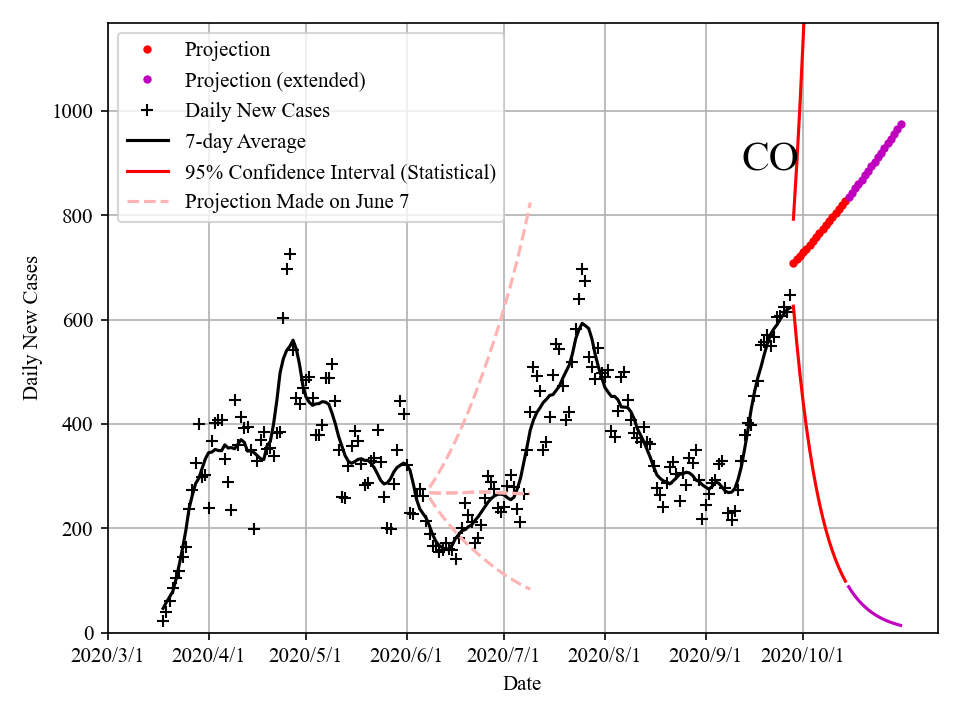 Projection
Projection (extended)
Daily New Cases
7-day Average
95% Confidence Interval (Statistical)
Projection Made on June 7
CO
1000
800
600
400
200
0
Daily New Cases
2020/3/1 2020/4/1 2020/5/1 2020/6/1 2020/7/1 2020/8/1 2020/9/1 2020/10/1
Date